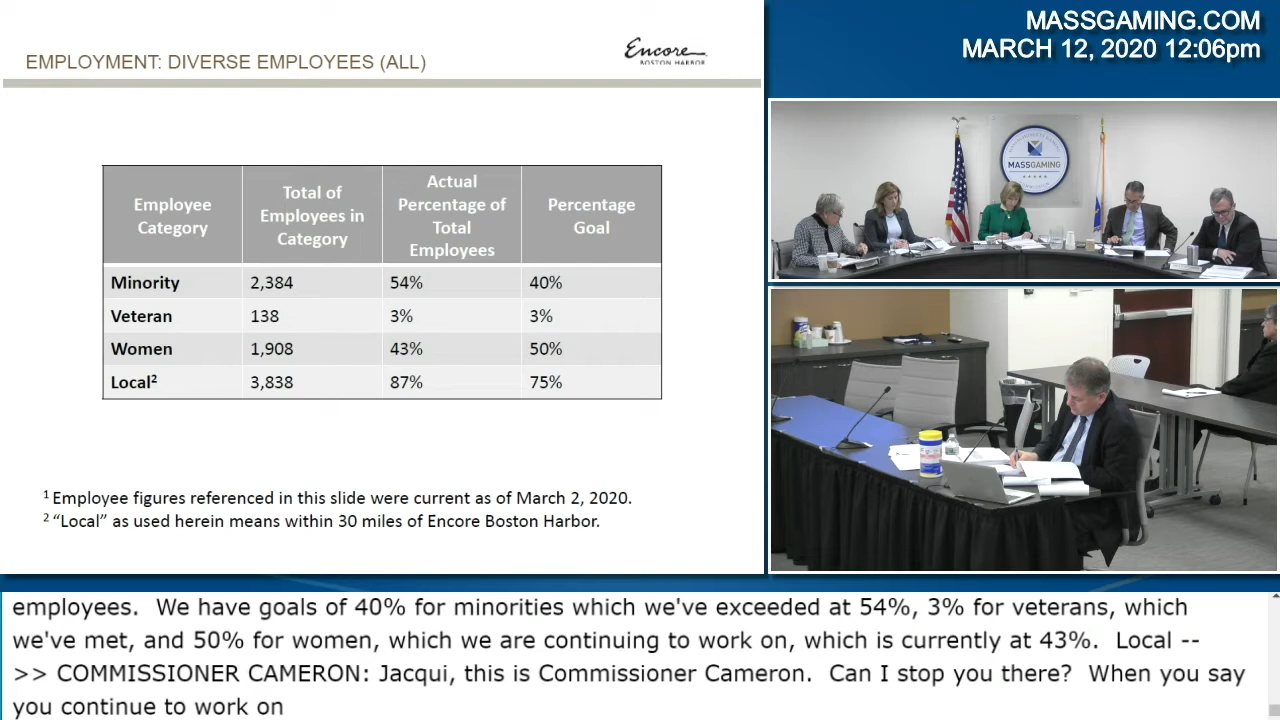 MASSGAMING.COM
MARCH 12, 2020 12:06pm
EMPLOYMENT: DIVERSE EMPLOYEES (ALL)
Encore
BOSTON HARBOR
Employee Category
Total of Employees in Category
Actual Percentage of Total Employees
Percentage Goal
Minority 2,384 54% 40%
Veteran 138 3% 3%
Women 1,908 43% 50%
Local² 3,838 87% 75%
¹ Employee figures referenced in this slide were current as of March 2, 2020.
² “Local” as used herein means within 30 miles of Encore Boston Harbor.
MASSGAMING
employees. We have goals of 40% for minorities which we've exceeded at 54%, 3% for veterans, which
we've met, and 50% for women, which we are continuing to work on, which is currently at 43%. Local --
>> COMMISSIONER CAMERON: Jacqui, this is Commissioner Cameron. Can I stop you there? When you say
you continue to work on